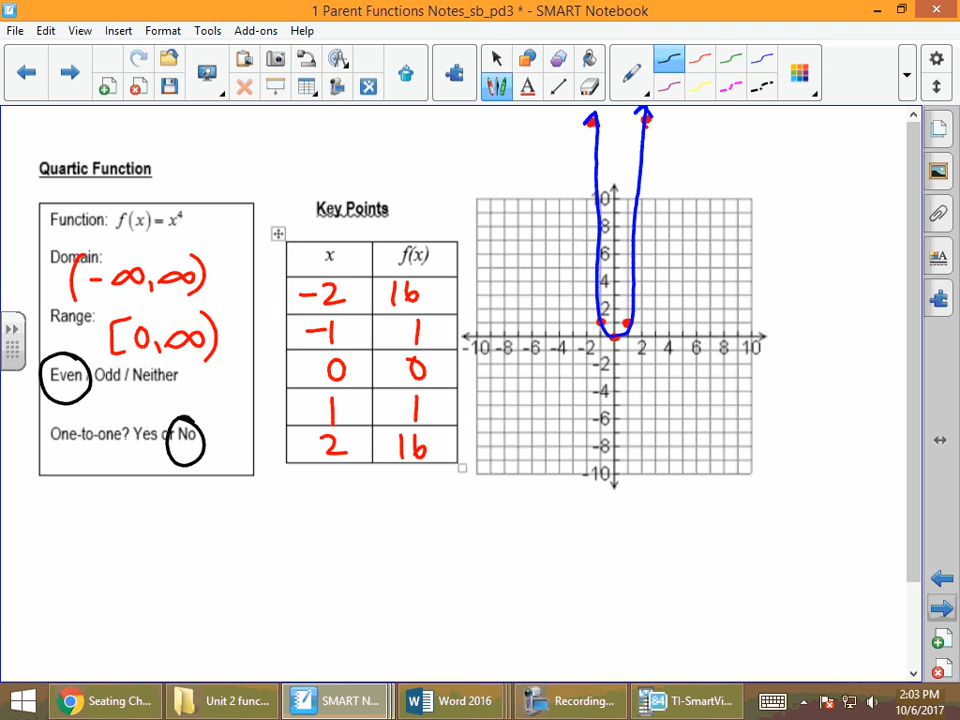 1 Parent Functions Notes_sb_pd3 * - SMART Notebook
File Edit View Insert Format Tools Add-ons Help
Quartic Function
Function: f(x) = x⁴
Domain:
(-∞,∞)
Range:
[0,∞)
Even / Odd / Neither
One-to-one? Yes or No
Key Points
x f(x)
-2 16
-1 1
0 0
1 1
2 16
10
8
6
4
2
-10 -8 -6 -4 -2 2 4 6 8 10
-2
-4
-6
-8
-10
Seating Ch... Unit 2 func... SMART N... Word 2016 Recording... TI-SmartVi...
84
2:03 PM
10/6/2017